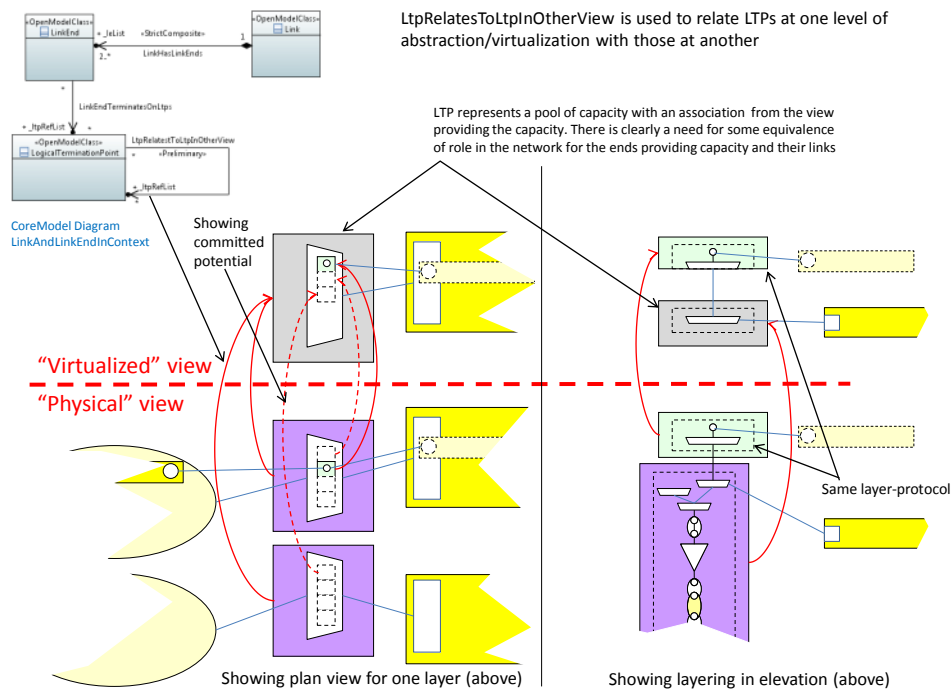 «OpenModelClass»
LinkEnd
+ _leList
«StrictComposite»
1
«OpenModelClass»
Link
2..*
LinkHasLinkEnds
*
LinkEndTerminatesOnLtps
+ _ltpRefList
*
«OpenModelClass»
LogicalTerminationPoint
LtpRelatestToLtpInOtherView
*
«Preliminary»
+ _ltpRefList
*
CoreModel Diagram
LinkAndLinkEndInContext
LtpRelatesToLtpInOtherView is used to relate LTPs at one level of
abstraction/virtualization with those at another
LTP represents a pool of capacity with an association from the view
providing the capacity. There is clearly a need for some equivalence
of role in the network for the ends providing capacity and their links
Showing
committed
potential
“Virtualized” view
“Physical” view
Same layer-protocol
Showing plan view for one layer (above)
Showing layering in elevation (above)